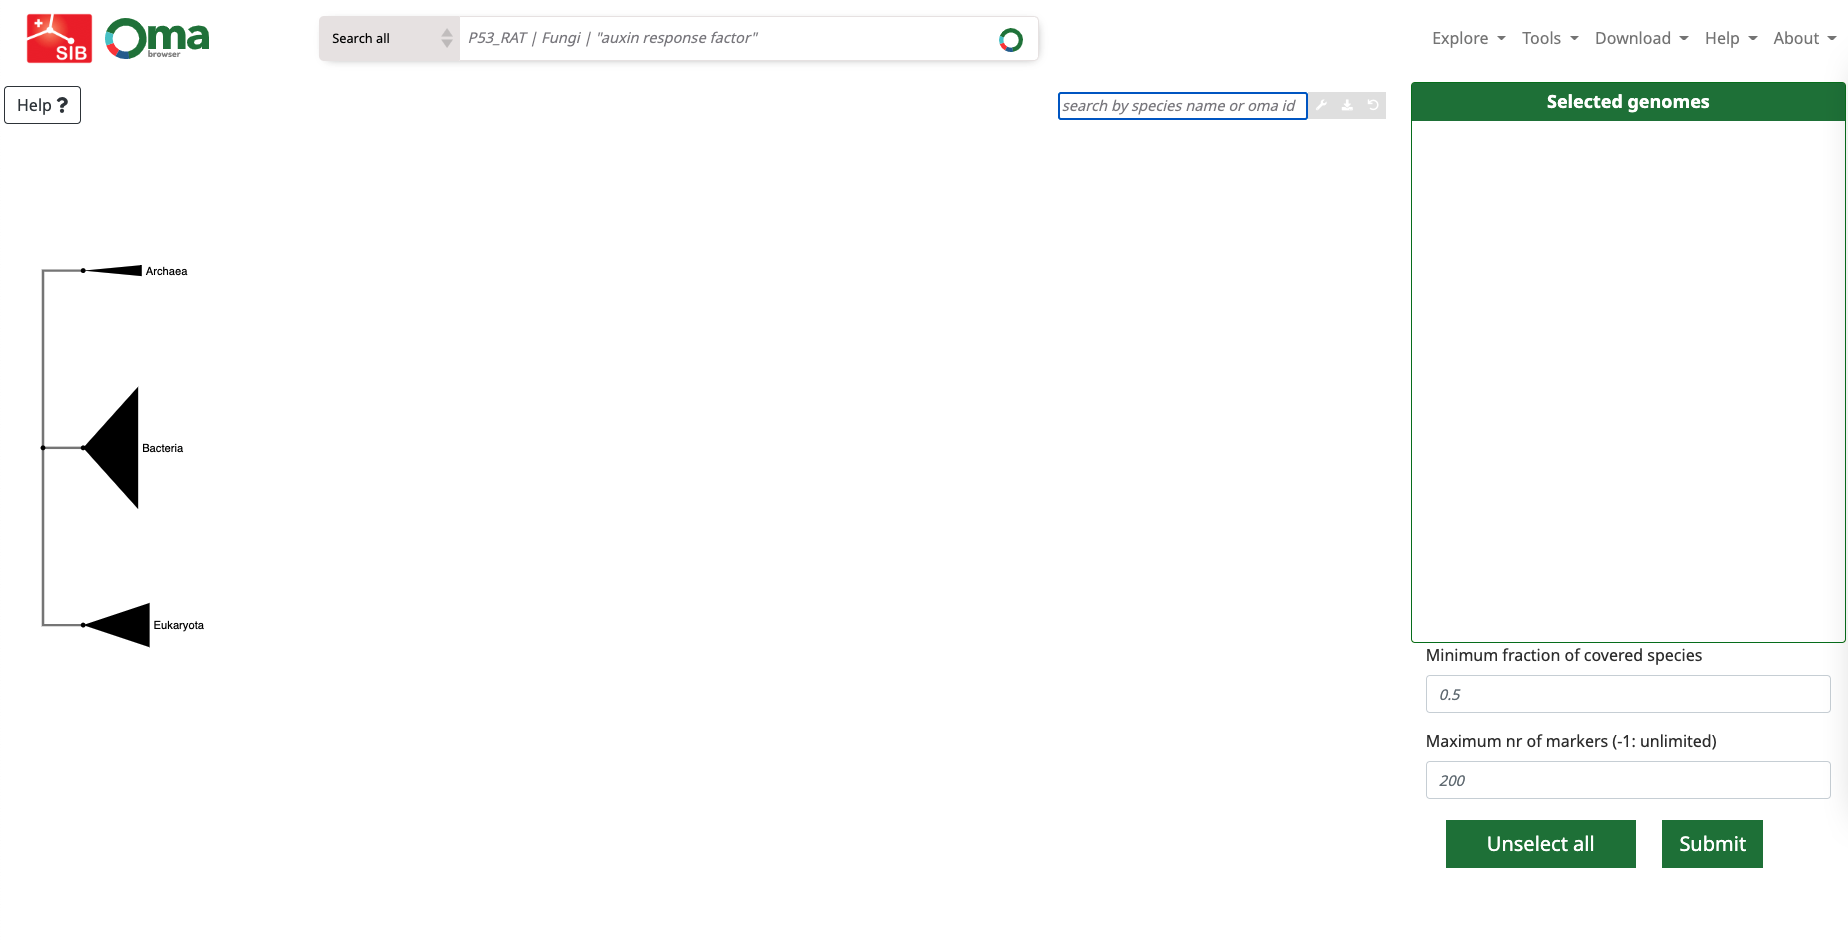 SIB
Oma
browser
Search all
P53_RAT | Fungi | "auxin response factor"
Explore
Tools
Download
Help
About
Help ?
search by species name or oma id
Selected genomes
Archaea
Bacteria
Eukaryota
Minimum fraction of covered species
0.5
Maximum nr of markers (-1: unlimited)
200
Unselect all
Submit